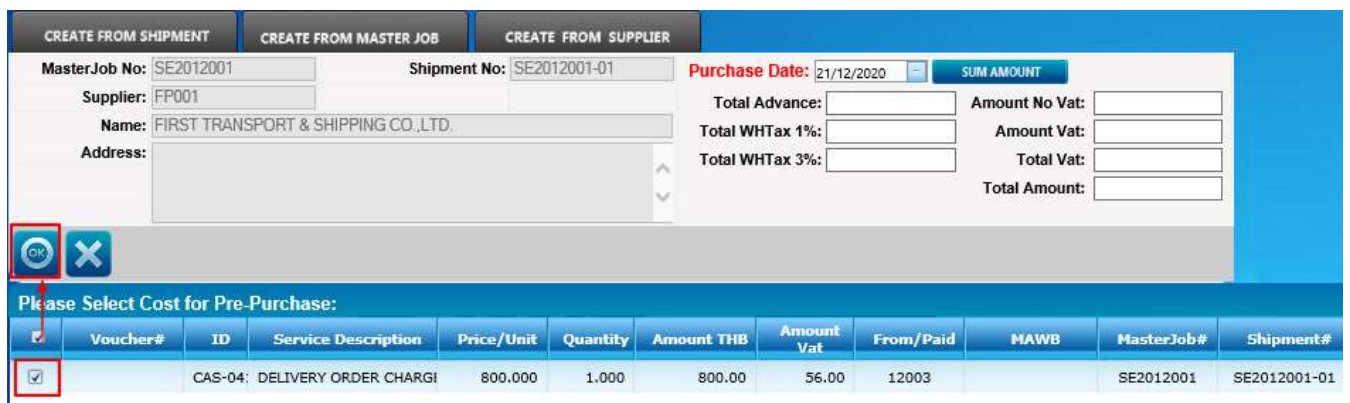 CREATE FROM SHIPMENT CREATE FROM MASTER JOB CREATE FROM SUPPLIER
MasterJob No: SE2012001 Shipment No: SE2012001-01 Purchase Date: 21/12/2020 SUM AMOUNT
Supplier: FP001 Total Advance: Amount No Vat:
Name: FIRST TRANSPORT & SHIPPING CO.,LTD. Total WHTax 1%: Amount Vat:
Address: Total WHTax 3%: Total Vat:
Total Amount:
OK
Please Select Cost for Pre-Purchase:
Voucher# ID Service Description Price/Unit Quantity Amount THB Amount Vat From/Paid MAWB MasterJob# Shipment#
CAS-04: DELIVERY ORDER CHARGI 800.000 1.000 800.00 56.00 12003 SE2012001 SE2012001-01